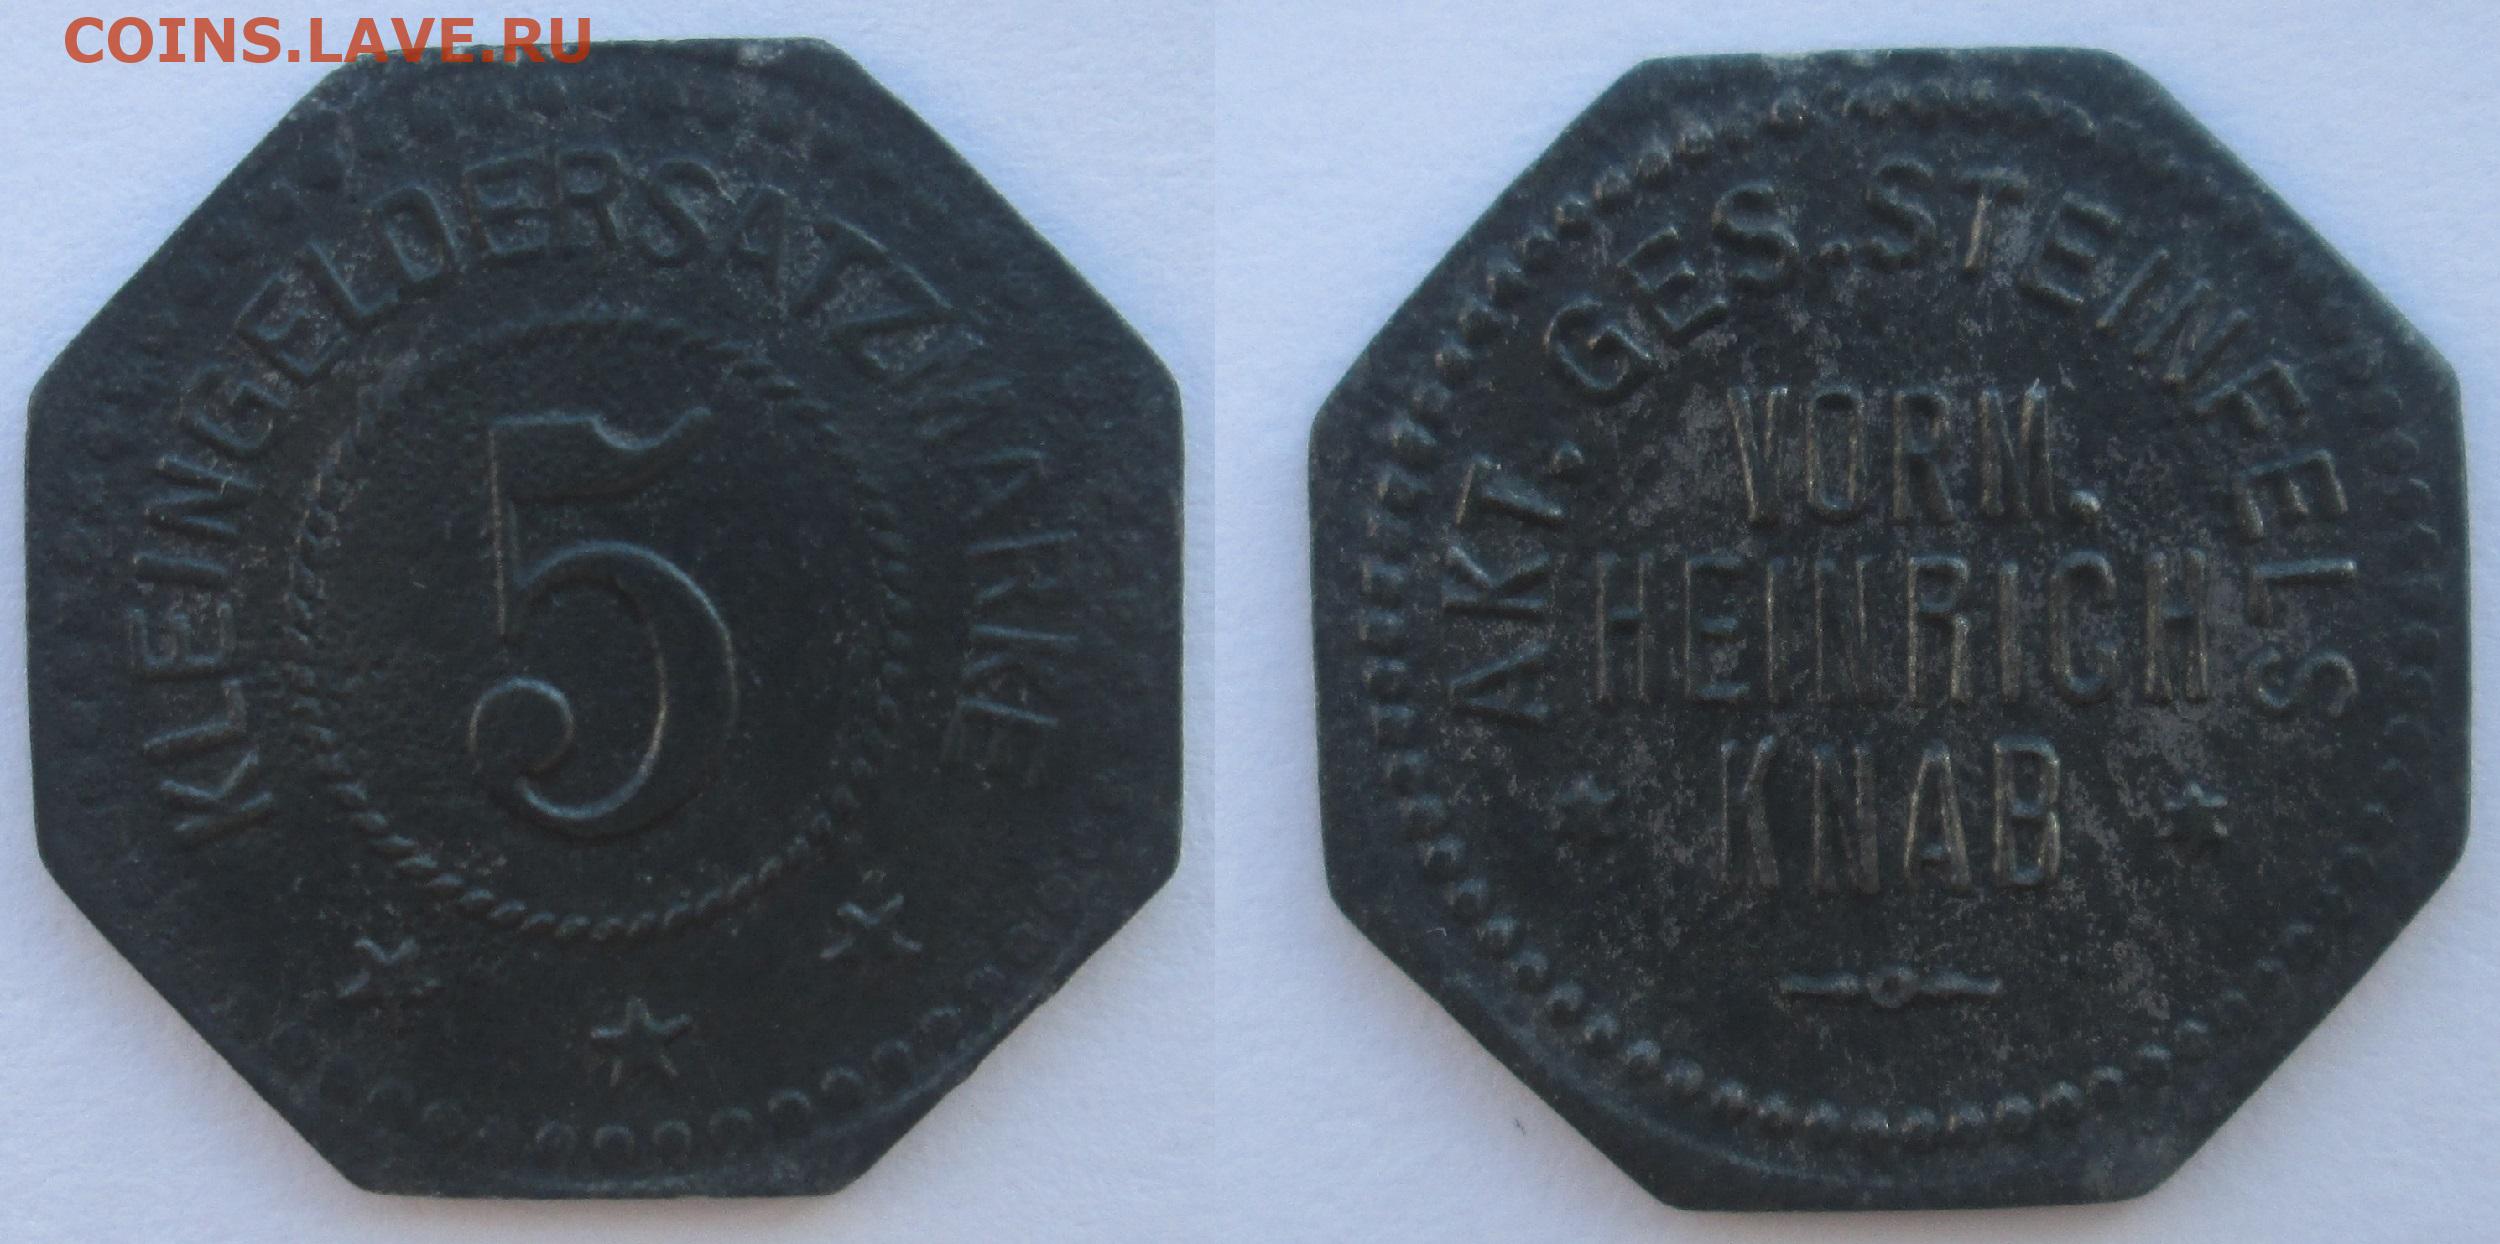 COINS.LAVE.RU
KLEINGELDERSATZMARKE
5
AKT. GES. STEINFELS
VORM.
HEINRICH
KNAB